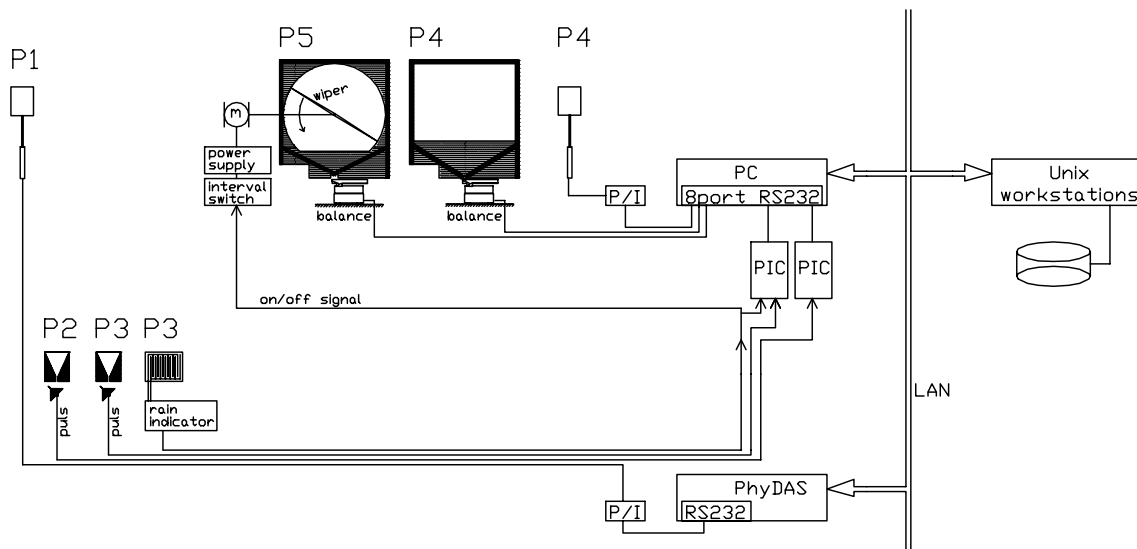 P1
P5
P4
P4
wiper
M
power
supply
interval
switch
balance
balance
P/I
PC
8port RS232
Unix
workstations
PIC
PIC
on/off signal
P2
P3
P3
puls
puls
rain
indicator
LAN
PhyDAS
RS232
P/I